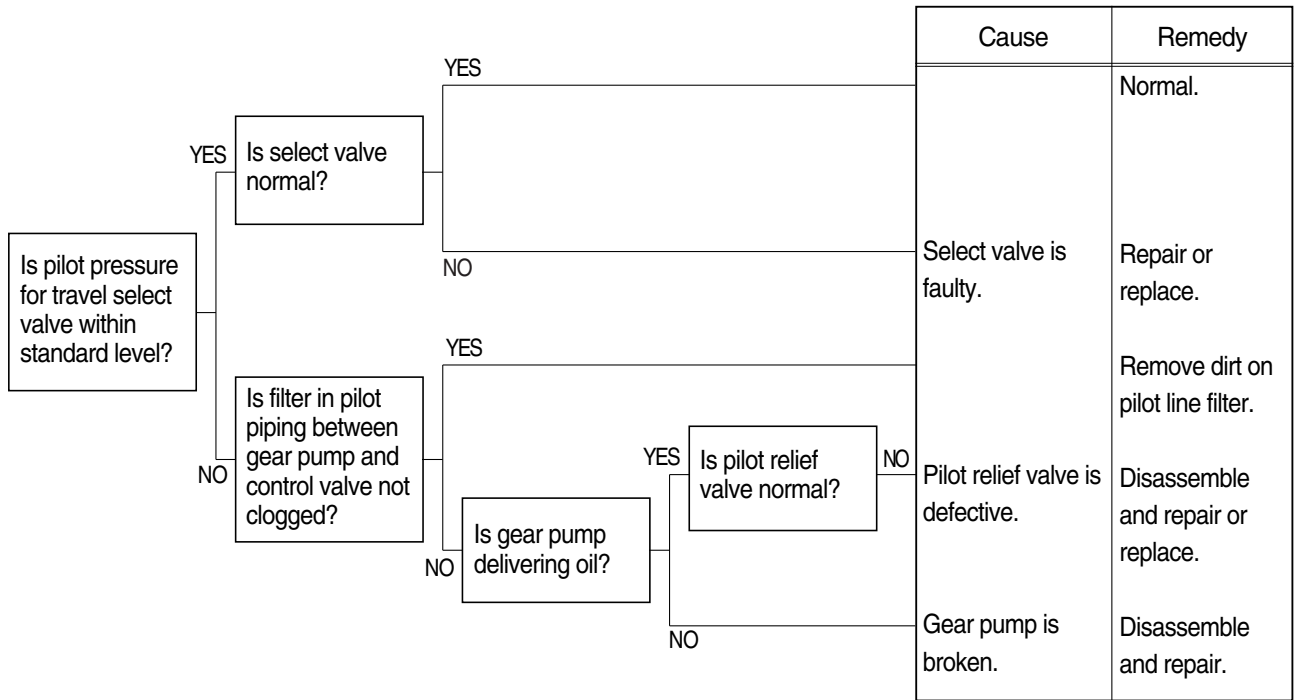 Cause
Remedy
YES
Normal.
YES
Is select valve
normal?
NO
Select valve is
faulty.
Repair or
replace.
Is pilot pressure
for travel select
valve within
standard level?
YES
Remove dirt on
pilot line filter.
NO
Is filter in pilot
piping between
gear pump and
control valve not
clogged?
YES
Is pilot relief
valve normal?
NO
Pilot relief valve is
defective.
Disassemble
and repair or
replace.
NO
Is gear pump
delivering oil?
NO
Gear pump is
broken.
Disassemble
and repair.